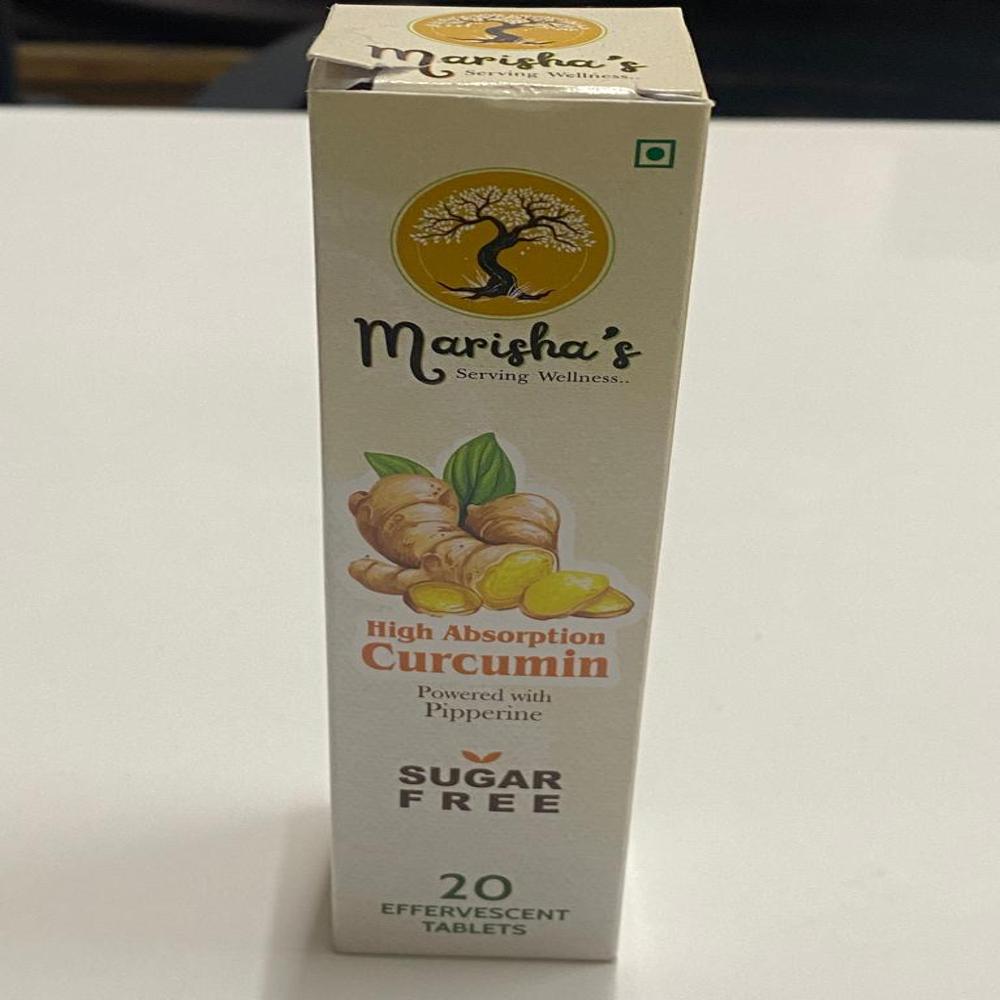 Marisha's
Serving Wellness..
Marisha's
Serving Wellness..
High Absorption
Curcumin
Powered with
Pipperine
SUGAR
FREE
20
EFFERVESCENT
TABLETS